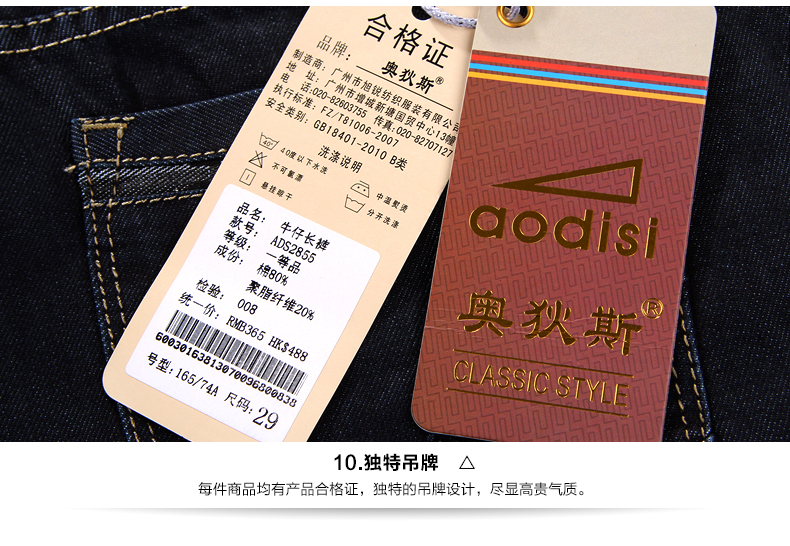 合格证
品牌: 奥狄斯®
制造商: 广州市旭锐纺织服装有限公司
地 址: 广州市增城新塘国贸中心13幢
电 话:020-82603755 传真:020-82707127
执行标准: FZ/T81006-2007
安全类别: GB18401-2010 B类
洗涤说明
40°
40度以下水洗
中温熨烫
不可氯漂
分开洗涤
悬挂晾干
品名: 牛仔长裤
款号: ADS2855
等级: 一等品
成份: 棉80%
聚脂纤维20%
检验: 008
统一价: RMB365 HK$488
60030163813070096800838
号型:165/74A 尺码:29
aodisi
奥狄斯®
CLASSIC STYLE
10.独特吊牌 △
每件商品均有产品合格证，独特的吊牌设计，尽显高贵气质。